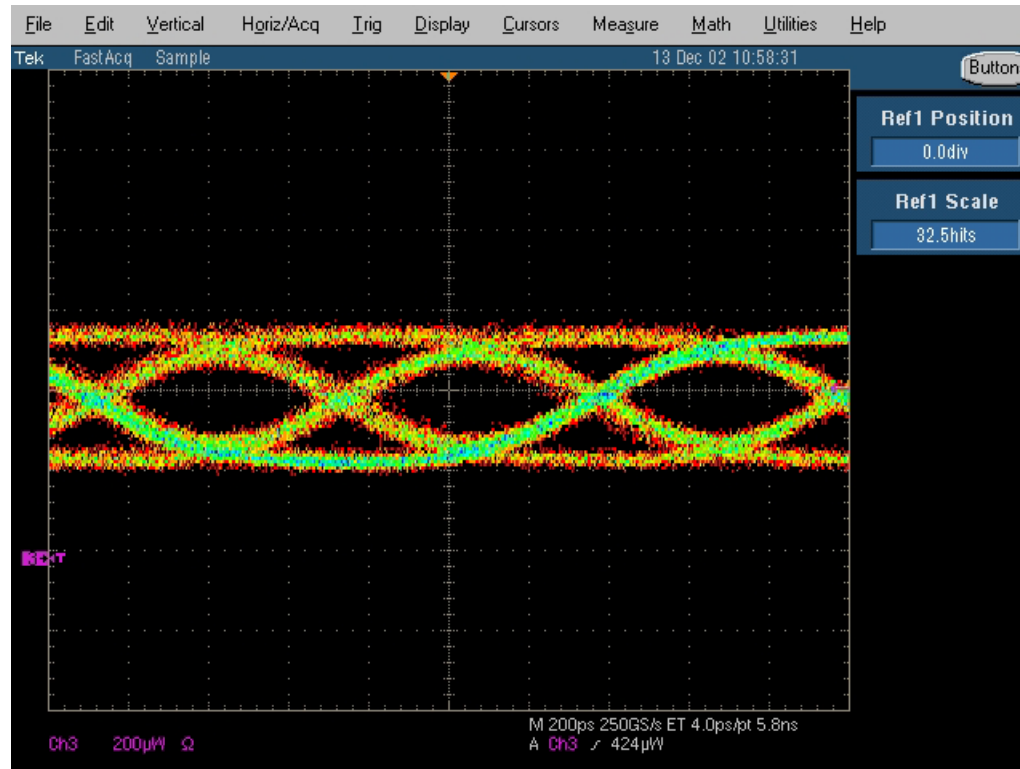 File Edit Vertical Horiz/Acq Trig Display Cursors Measure Math Utilities Help
Tek FastAcq Sample 13 Dec 02 10:58:31
Button
Ref1 Position
0.0div
Ref1 Scale
32.5hits
3 T
M 200ps 250GS/s ET 4.0ps/pt 5.8ns
Ch3 200µW Ω A Ch3 424µW